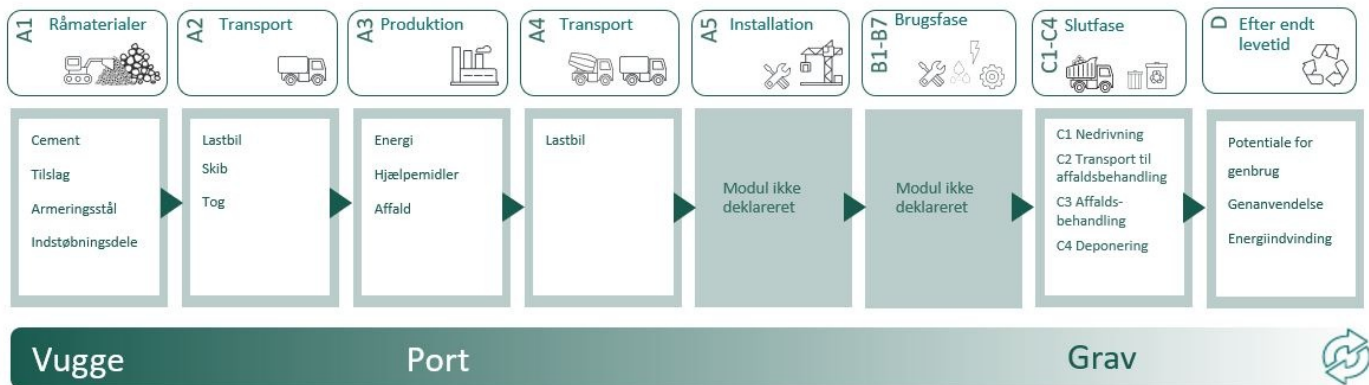 A1 Råmaterialer
A2 Transport
A3 Produktion
A4 Transport
A5 Installation
B1-B7 Brugsfase
C1-C4 Slutfase
D Efter endt
levetid
Cement
Tilslag
Armeringsstål
Indstøbningsdele
Lastbil
Skib
Tog
Energi
Hjælpemidler
Affald
Lastbil
Modul ikke
deklareret
Modul ikke
deklareret
C1 Nedrivning
C2 Transport til
affaldsbehandling
C3 Affalds-
behandling
C4 Deponering
Potentiale for
genbrug
Genanvendelse
Energiindvinding
Vugge
Port
Grav